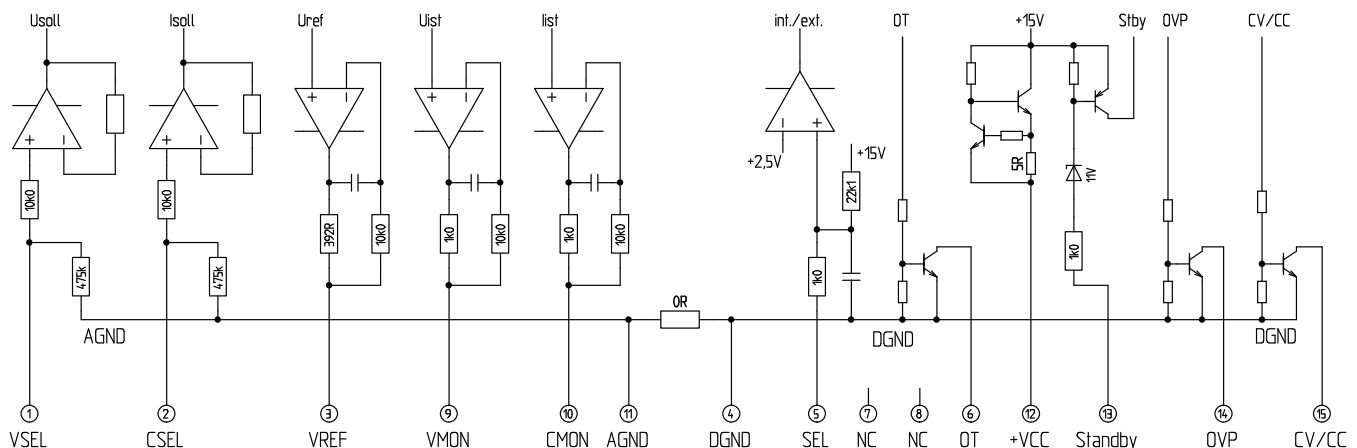 Usoll Isoll Uref Uist Iist int./ext. OT +15V Stby OVP CV/CC
+ − + − + − + − + − − +
+2,5V +15V
5R 11V
10k0 10k0 22k1
392R 10k0 1k0 10k0 1k0 10k0
475k 475k 1k0 1k0
0R
AGND DGND DGND
1 2 3 9 10 11 4 5 7 8 6 12 13 14 15
VSEL CSEL VREF VMON CMON AGND DGND SEL NC NC OT +VCC Standby OVP CV/CC